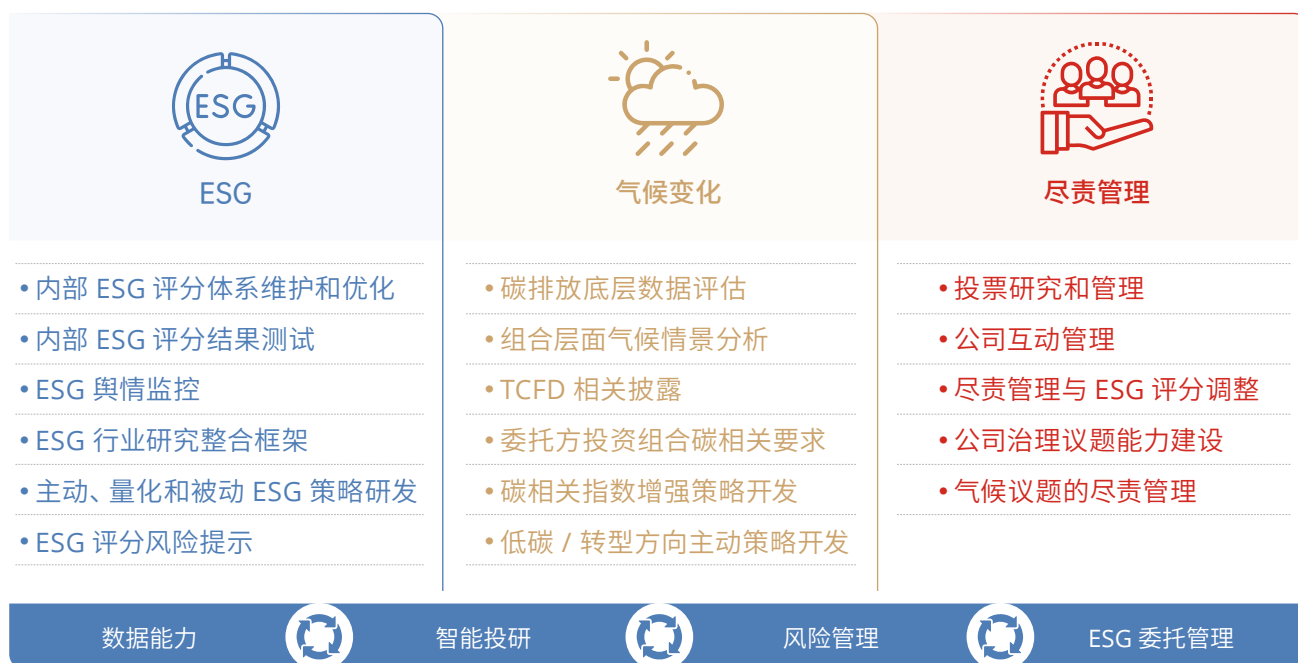 ESG
ESG
内部 ESG 评分体系维护和优化
内部 ESG 评分结果测试
ESG 舆情监控
ESG 行业研究整合框架
主动、量化和被动 ESG 策略研发
ESG 评分风险提示
气候变化
碳排放底层数据评估
组合层面气候情景分析
TCFD 相关披露
委托方投资组合碳相关要求
碳相关指数增强策略开发
低碳 / 转型方向主动策略开发
尽责管理
投票研究和管理
公司互动管理
尽责管理与 ESG 评分调整
公司治理议题能力建设
气候议题的尽责管理
数据能力
智能投研
风险管理
ESG 委托管理